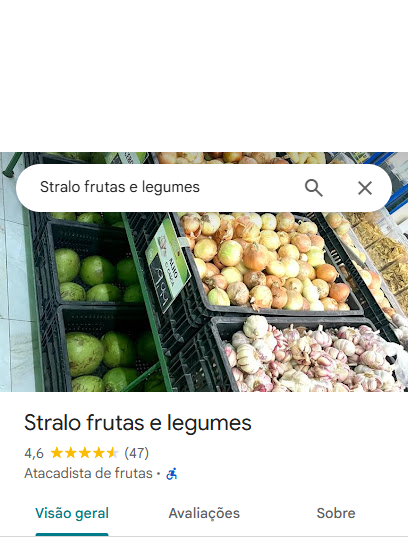 Stralo frutas e legumes
Stralo frutas e legumes
4,6 (47)
Atacadista de frutas ·
Visão geral Avaliações Sobre